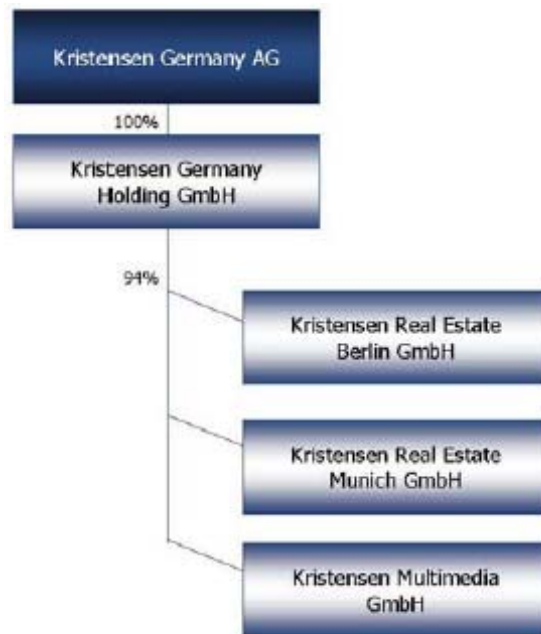 Kristensen Germany AG
100%
Kristensen Germany
Holding GmbH
94%
Kristensen Real Estate
Berlin GmbH
Kristensen Real Estate
Munich GmbH
Kristensen Multimedia
GmbH